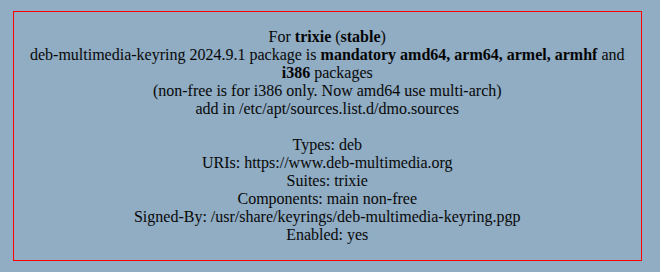 For trixie (stable)
deb-multimedia-keyring 2024.9.1 package is mandatory amd64, arm64, armel, armhf and
i386 packages
(non-free is for i386 only. Now amd64 use multi-arch)
add in /etc/apt/sources.list.d/dmo.sources
Types: deb
URIs: https://www.deb-multimedia.org
Suites: trixie
Components: main non-free
Signed-By: /usr/share/keyrings/deb-multimedia-keyring.pgp
Enabled: yes